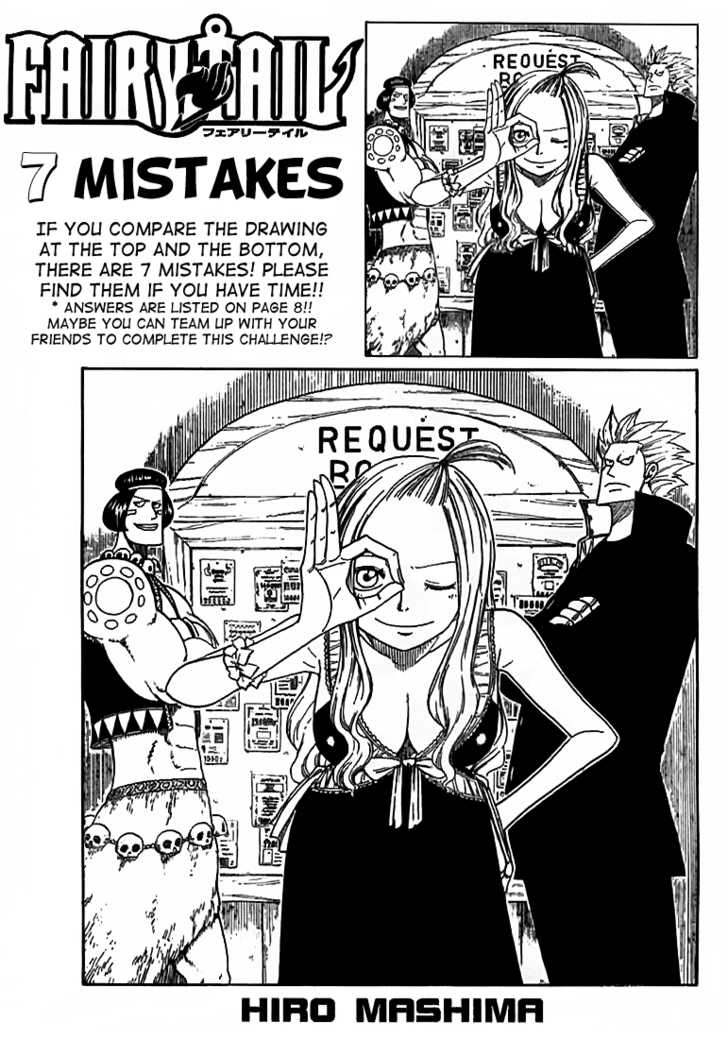 FAIRY TAIL
フェアリーテイル
7 MISTAKES
IF YOU COMPARE THE DRAWING
AT THE TOP AND THE BOTTOM,
THERE ARE 7 MISTAKES! PLEASE
FIND THEM IF YOU HAVE TIME!!
* ANSWERS ARE LISTED ON PAGE 8!!
MAYBE YOU CAN TEAM UP WITH YOUR
FRIENDS TO COMPLETE THIS CHALLENGE!?
REQUEST
BO
REQUEST
BO
HIRO MASHIMA